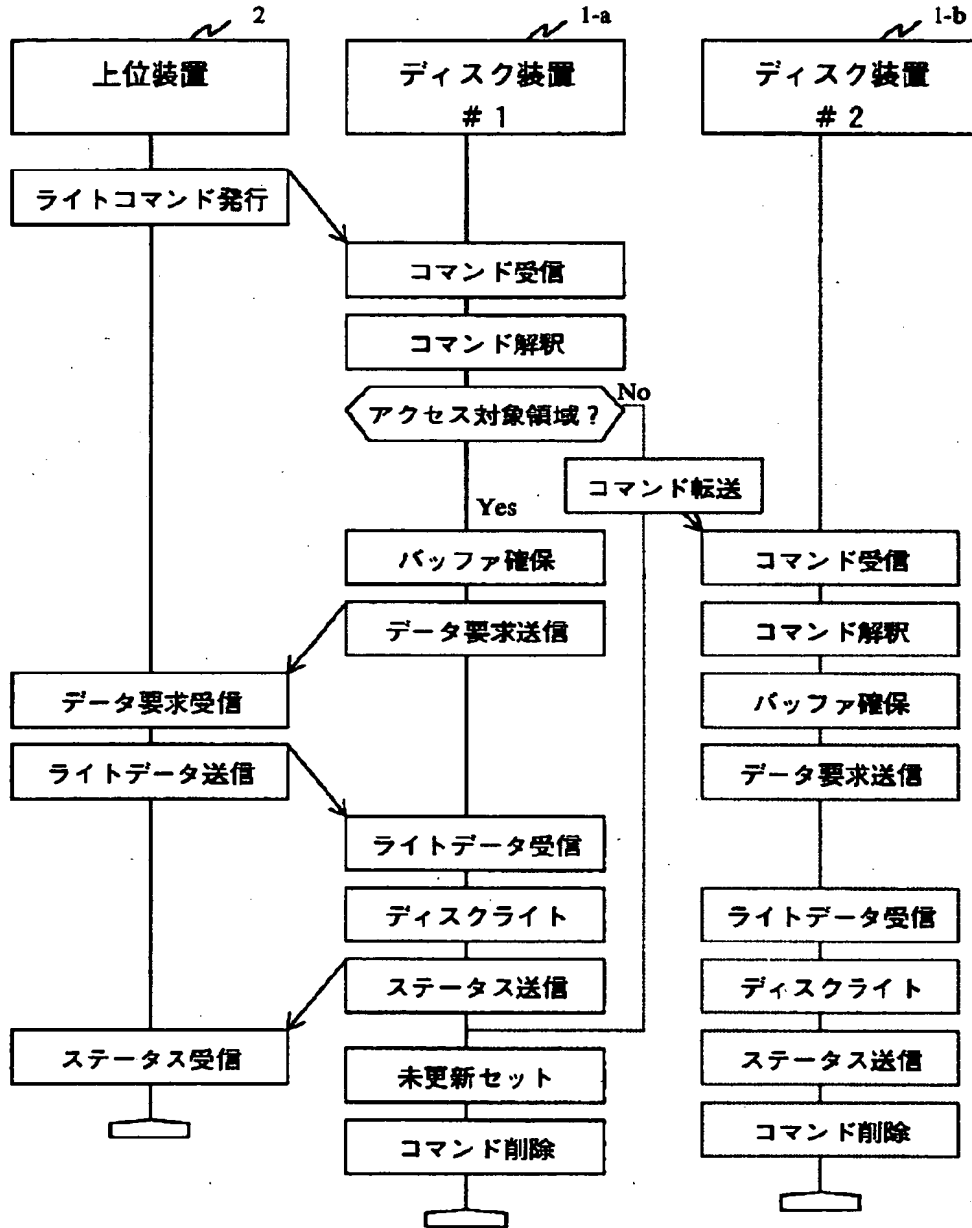 2
1-a
1-b
上位装置
ディスク装置
# 1
ディスク装置
# 2
ライトコマンド発行
コマンド受信
コマンド解釈
アクセス対象領域?
No
コマンド転送
Yes
バッファ確保
コマンド受信
データ要求送信
コマンド解釈
データ要求受信
バッファ確保
ライトデータ送信
データ要求送信
ライトデータ受信
ディスクライト
ライトデータ受信
ステータス送信
ディスクライト
ステータス受信
未更新セット
ステータス送信
コマンド削除
コマンド削除